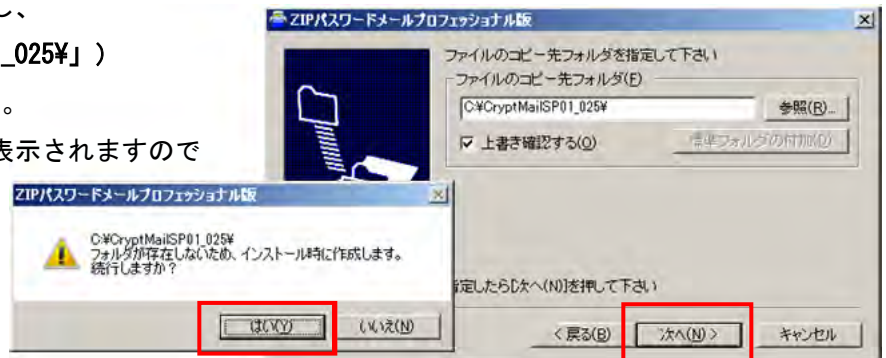 し、
_025¥」）
。
表示されますので
ZIPパスワードメールプロフェッショナル版
ファイルのコピー先フォルダを指定して下さい
ファイルのコピー先フォルダ(F)
C:¥CryptMailSP01_025¥
参照(R)...
上書き確認する(O)
標準フォルダの付加(D)
ZIPパスワードメールプロフェッショナル版
C:¥CryptMailSP01_025¥
フォルダが存在しないため、インストール時に作成します。
続行しますか？
はい(Y)
いいえ(N)
指定したら[次へ(N)]を押して下さい
< 戻る(B)
次へ(N) >
キャンセル